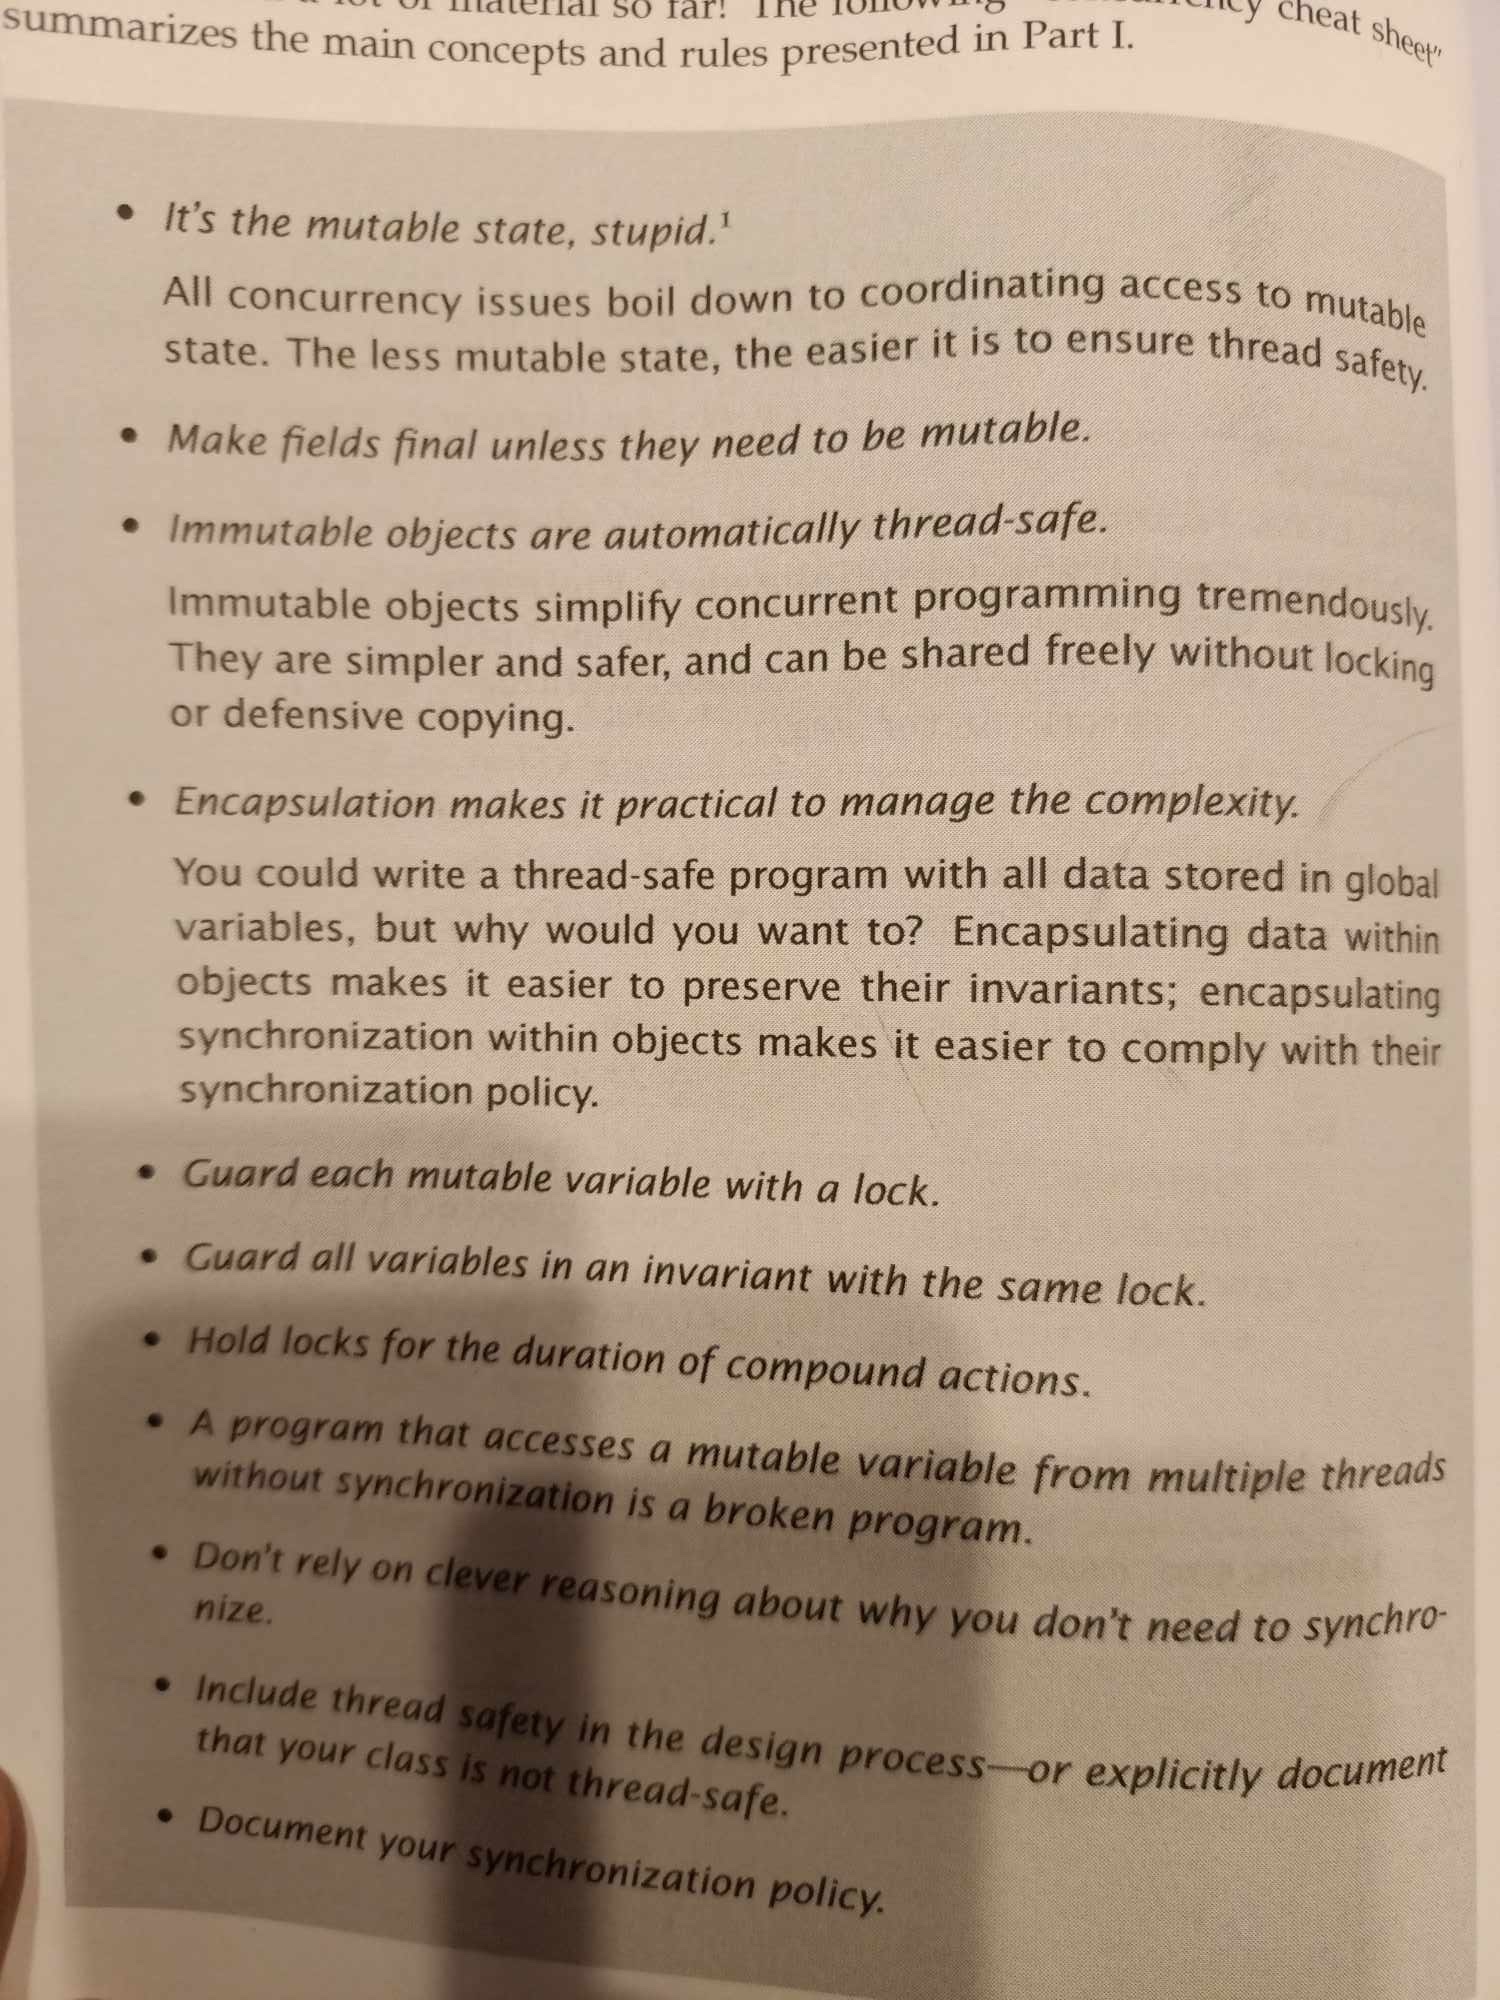 lot of material so far! The following cheat sheet"
summarizes the main concepts and rules presented in Part I.
• It's the mutable state, stupid.¹
All concurrency issues boil down to coordinating access to mutable
state. The less mutable state, the easier it is to ensure thread safety.
• Make fields final unless they need to be mutable.
• Immutable objects are automatically thread-safe.
Immutable objects simplify concurrent programming tremendously.
They are simpler and safer, and can be shared freely without locking
or defensive copying.
• Encapsulation makes it practical to manage the complexity.
You could write a thread-safe program with all data stored in global
variables, but why would you want to? Encapsulating data within
objects makes it easier to preserve their invariants; encapsulating
synchronization within objects makes it easier to comply with their
synchronization policy.
• Guard each mutable variable with a lock.
• Guard all variables in an invariant with the same lock.
• Hold locks for the duration of compound actions.
• A program that accesses a mutable variable from multiple threads
without synchronization is a broken program.
• Don't rely on clever reasoning about why you don't need to synchro-
nize.
• Include thread safety in the design process—or explicitly document
that your class is not thread-safe.
• Document your synchronization policy.